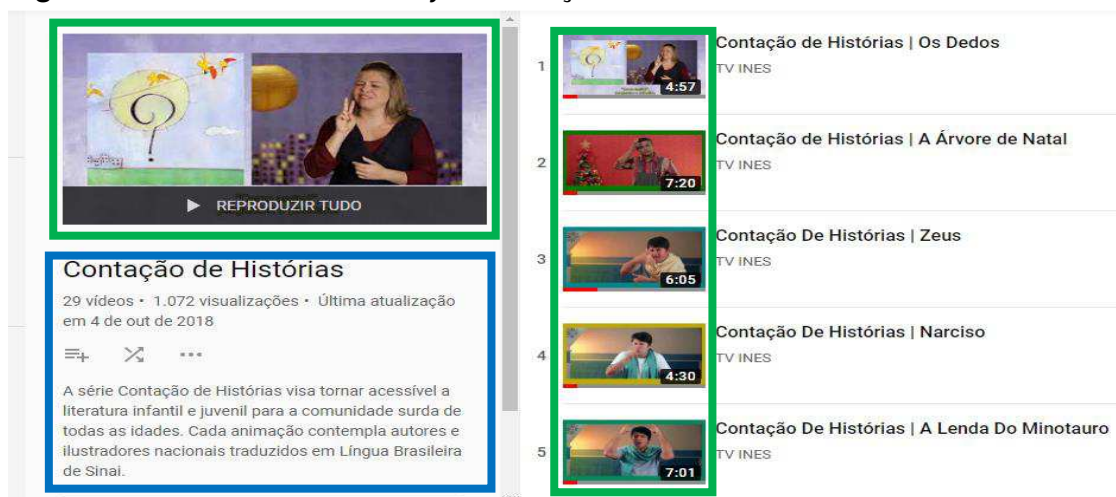 REPRODUZIR TUDO
Contação de Histórias
29 vídeos • 1.072 visualizações • Última atualização
em 4 de out de 2018
A série Contação de Histórias visa tornar acessível a
literatura infantil e juvenil para a comunidade surda de
todas as idades. Cada animação contempla autores e
ilustradores nacionais traduzidos em Língua Brasileira
de Sinai.
1
4:57
Contação de Histórias | Os Dedos
TV INES
2
7:20
Contação de Histórias | A Árvore de Natal
TV INES
3
6:05
Contação De Histórias | Zeus
TV INES
4
4:30
Contação De Histórias | Narciso
TV INES
5
7:01
Contação De Histórias | A Lenda Do Minotauro
TV INES